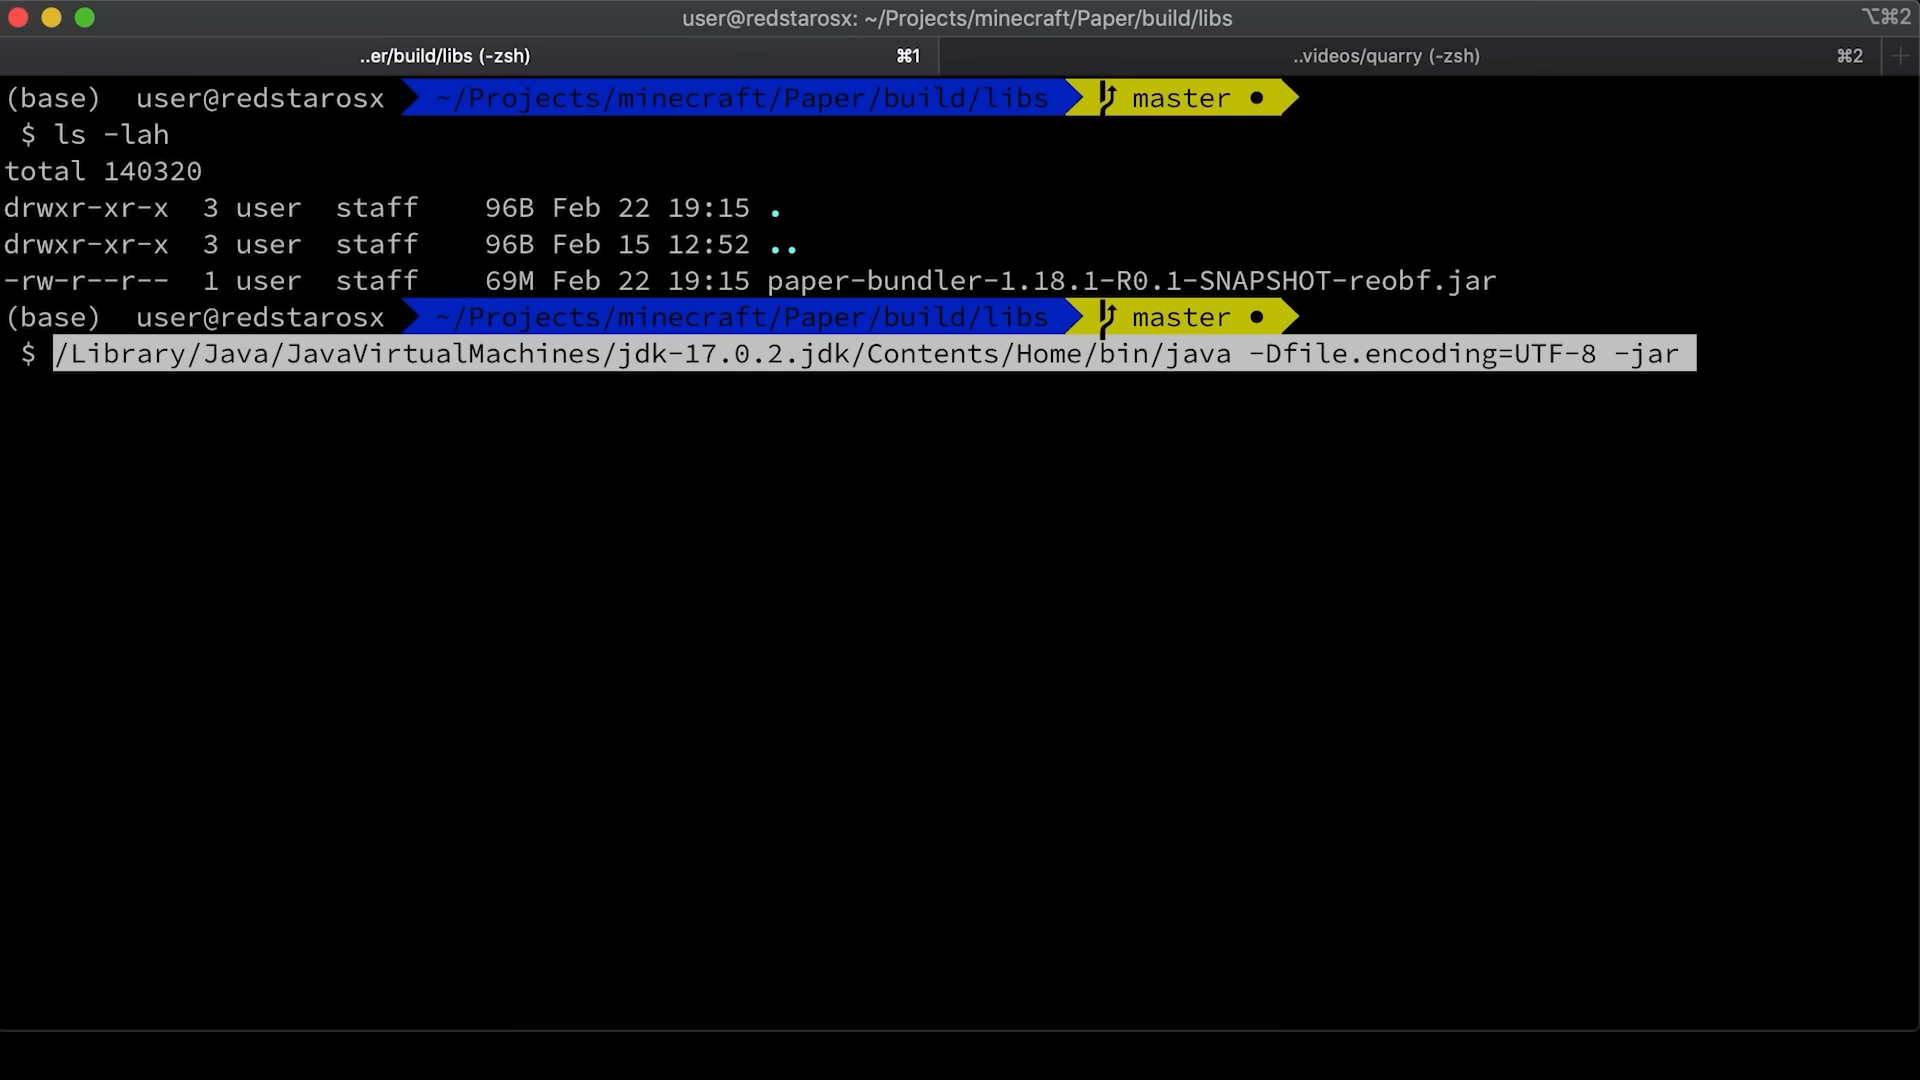 user@redstarosx: ~/Projects/minecraft/Paper/build/libs ⌥⌘2
..er/build/libs (-zsh) ⌘1 ..videos/quarry (-zsh) ⌘2 +
(base) user@redstarosx ~/Projects/minecraft/Paper/build/libs master ●
$ ls -lah
total 140320
drwxr-xr-x 3 user staff 96B Feb 22 19:15 .
drwxr-xr-x 3 user staff 96B Feb 15 12:52 ..
-rw-r--r-- 1 user staff 69M Feb 22 19:15 paper-bundler-1.18.1-R0.1-SNAPSHOT-reobf.jar
(base) user@redstarosx ~/Projects/minecraft/Paper/build/libs master ●
$ /Library/Java/JavaVirtualMachines/jdk-17.0.2.jdk/Contents/Home/bin/java -Dfile.encoding=UTF-8 -jar